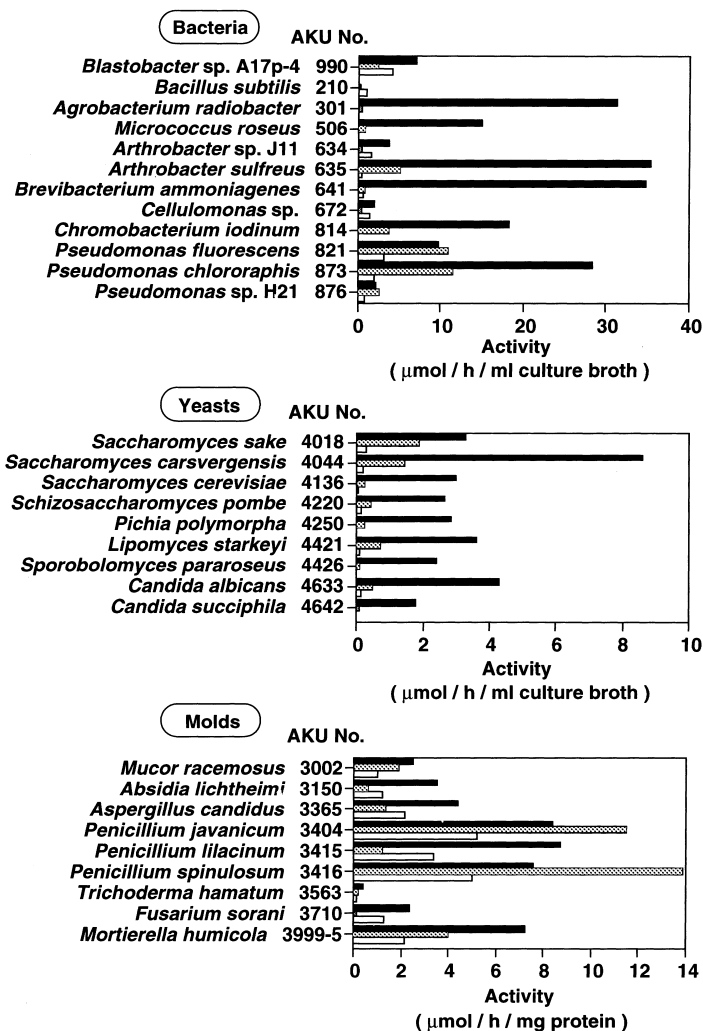 Bacteria
AKU No.
Blastobacter sp. A17p-4 990
Bacillus subtilis 210
Agrobacterium radiobacter 301
Micrococcus roseus 506
Arthrobacter sp. J11 634
Arthrobacter sulfreus 635
Brevibacterium ammoniagenes 641
Cellulomonas sp. 672
Chromobacterium iodinum 814
Pseudomonas fluorescens 821
Pseudomonas chlororaphis 873
Pseudomonas sp. H21 876
0 10 20 30 40
Activity
( μmol / h / ml culture broth )
Yeasts
AKU No.
Saccharomyces sake 4018
Saccharomyces carsvergensis 4044
Saccharomyces cerevisiae 4136
Schizosaccharomyces pombe 4220
Pichia polymorpha 4250
Lipomyces starkeyi 4421
Sporobolomyces pararoseus 4426
Candida albicans 4633
Candida succiphila 4642
0 2 4 6 8 10
Activity
( μmol / h / ml culture broth )
Molds
AKU No.
Mucor racemosus 3002
Absidia lichtheimi 3150
Aspergillus candidus 3365
Penicillium javanicum 3404
Penicillium lilacinum 3415
Penicillium spinulosum 3416
Trichoderma hamatum 3563
Fusarium sorani 3710
Mortierella humicola 3999-5
0 2 4 6 8 10 12 14
Activity
( μmol / h / mg protein )